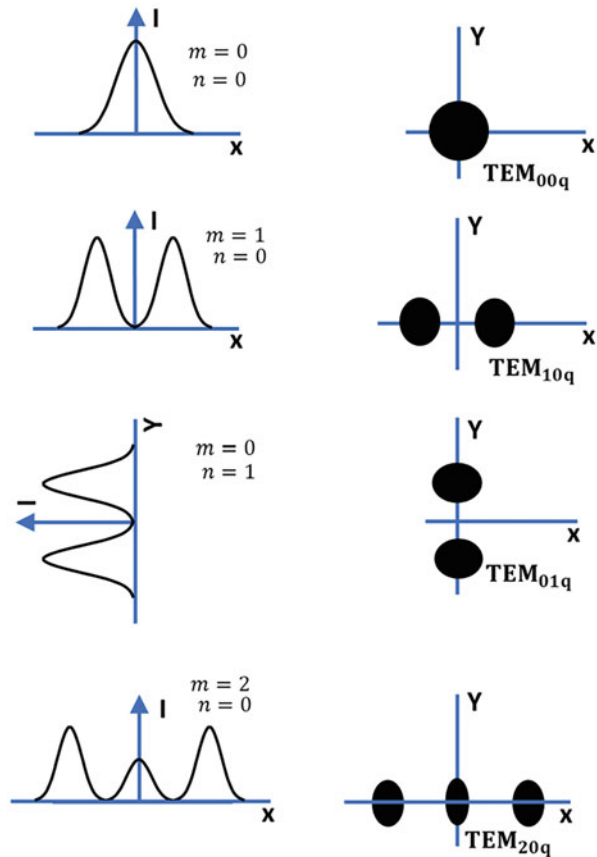 I
m = 0
n = 0
x
Y
x
TEM₀₀q
I
m = 1
n = 0
x
Y
x
TEM₁₀q
Y
m = 0
n = 1
I
Y
x
TEM₀₁q
m = 2
n = 0
I
x
Y
x
TEM₂₀q